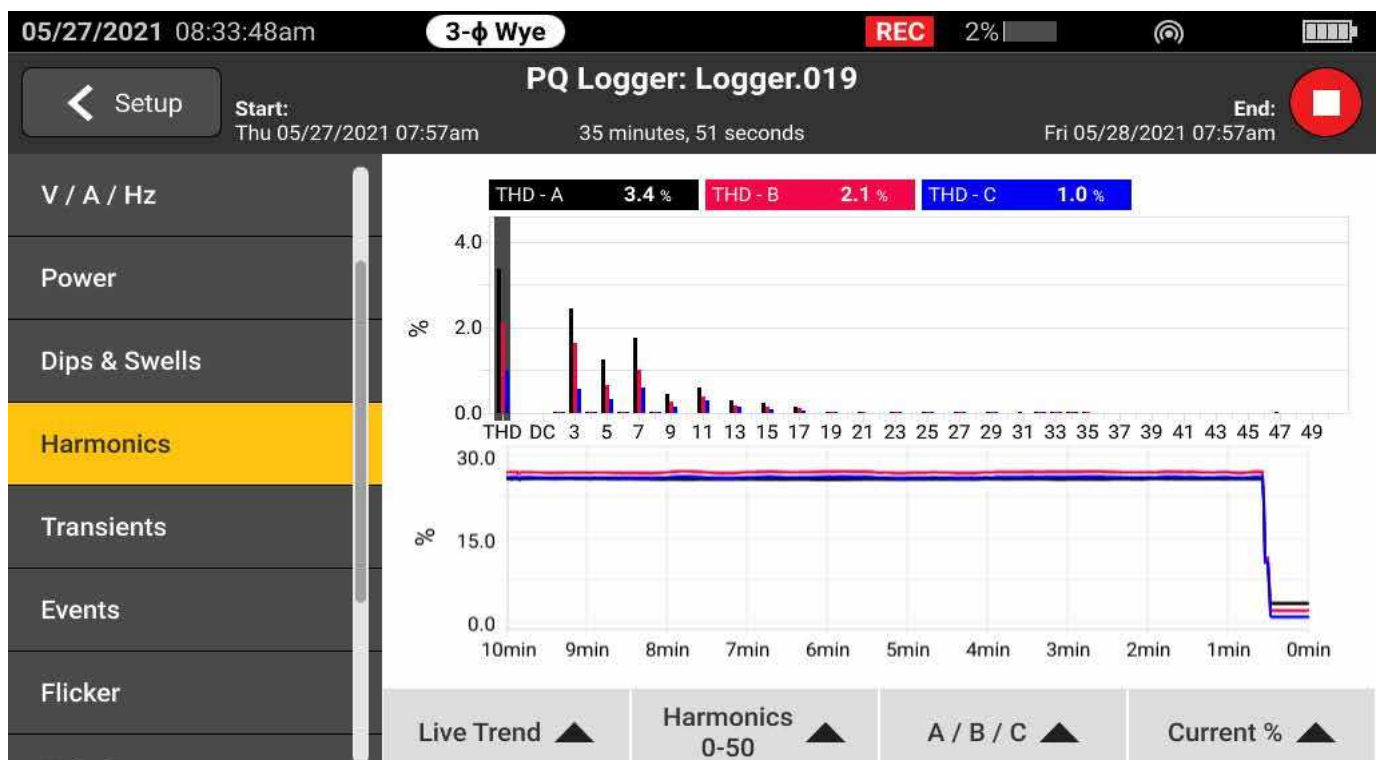 05/27/2021 08:33:48am 3-ϕ Wye REC 2%
PQ Logger: Logger.019
Setup
Start: End:
Thu 05/27/2021 07:57am 35 minutes, 51 seconds Fri 05/28/2021 07:57am
V / A / Hz
Power
Dips & Swells
Harmonics
Transients
Events
Flicker
THD - A 3.4 % THD - B 2.1 % THD - C 1.0 %
4.0
%
2.0
0.0
THD DC 3 5 7 9 11 13 15 17 19 21 23 25 27 29 31 33 35 37 39 41 43 45 47 49
30.0
%
15.0
0.0
10min 9min 8min 7min 6min 5min 4min 3min 2min 1min 0min
Live Trend
Harmonics
0-50
A / B / C
Current %